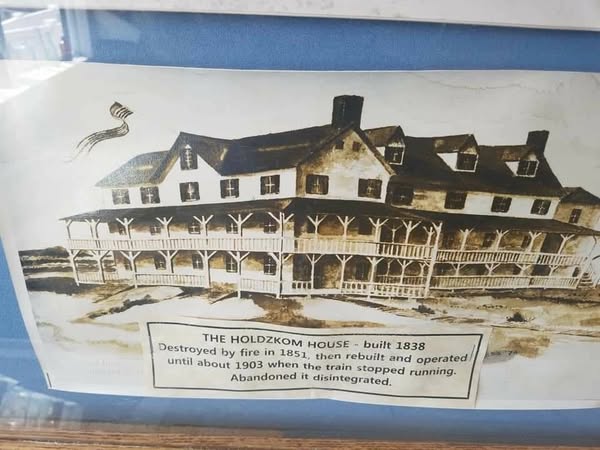 THE HOLDZKOM HOUSE - built 1838
Destroyed by fire in 1851, then rebuilt and operated
until about 1903 when the train stopped running.
Abandoned it disintegrated.